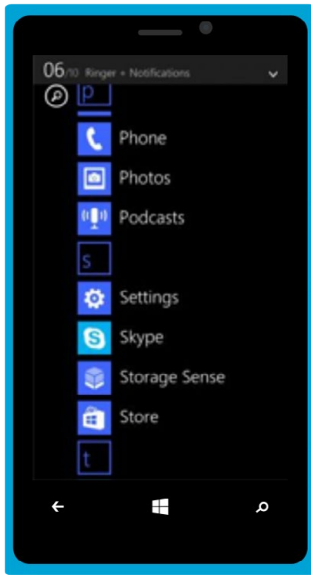 06/10 Ringer + Notifications
p
Phone
Photos
Podcasts
s
Settings
Skype
Storage Sense
Store
t